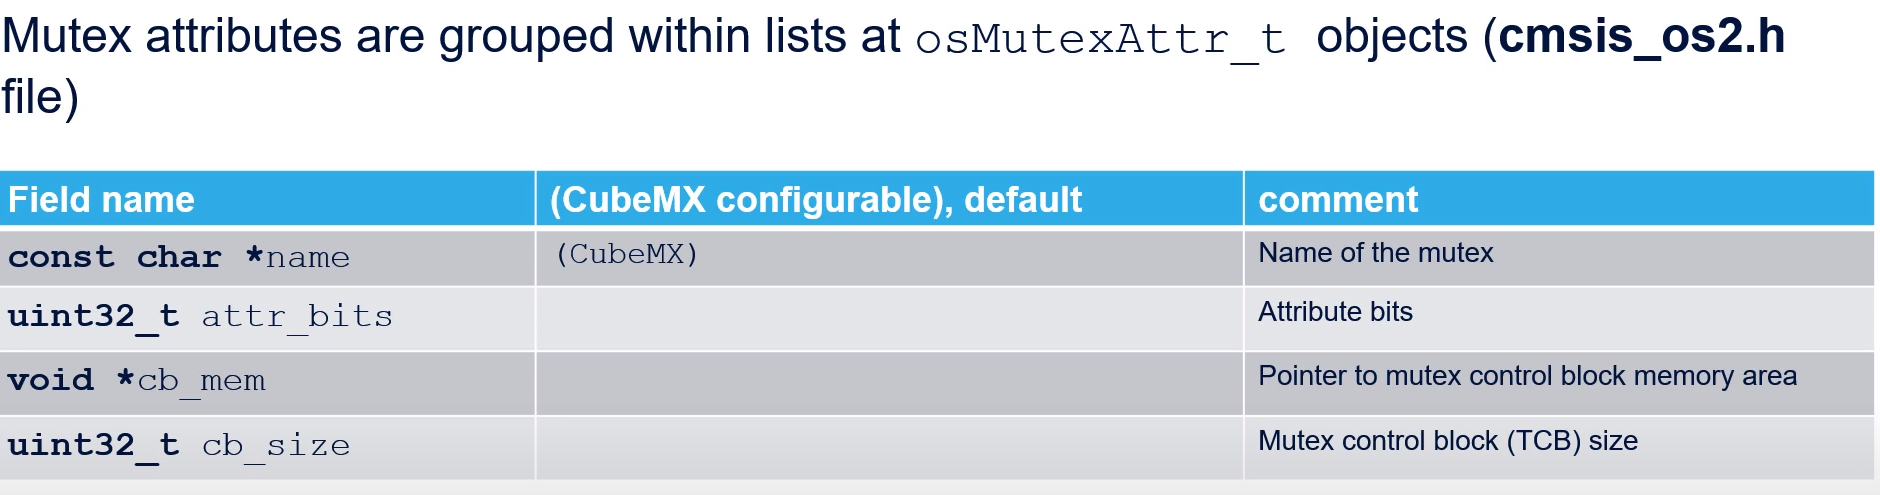 Mutex attributes are grouped within lists at osMutexAttr_t objects (cmsis_os2.h
file)
Field name (CubeMX configurable), default comment
const char *name (CubeMX) Name of the mutex
uint32_t attr_bits Attribute bits
void *cb_mem Pointer to mutex control block memory area
uint32_t cb_size Mutex control block (TCB) size